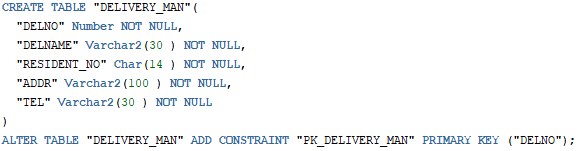 CREATE TABLE "DELIVERY_MAN"(
  "DELNO" Number NOT NULL,
  "DELNAME" Varchar2(30 ) NOT NULL,
  "RESIDENT_NO" Char(14 ) NOT NULL,
  "ADDR" Varchar2(100 ) NOT NULL,
  "TEL" Varchar2(30 ) NOT NULL
)
ALTER TABLE "DELIVERY_MAN" ADD CONSTRAINT "PK_DELIVERY_MAN" PRIMARY KEY ("DELNO");